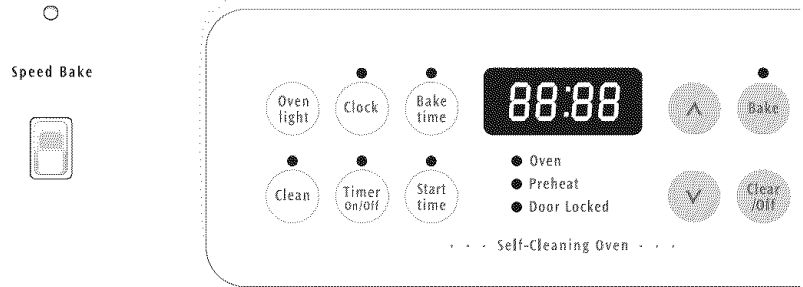 Speed Bake
Oven light
Clock
Bake time
88:88
Bake
Clean
Timer On/Off
Start time
Oven
Preheat
Door Locked
Clear /Off
Self-Cleaning Oven